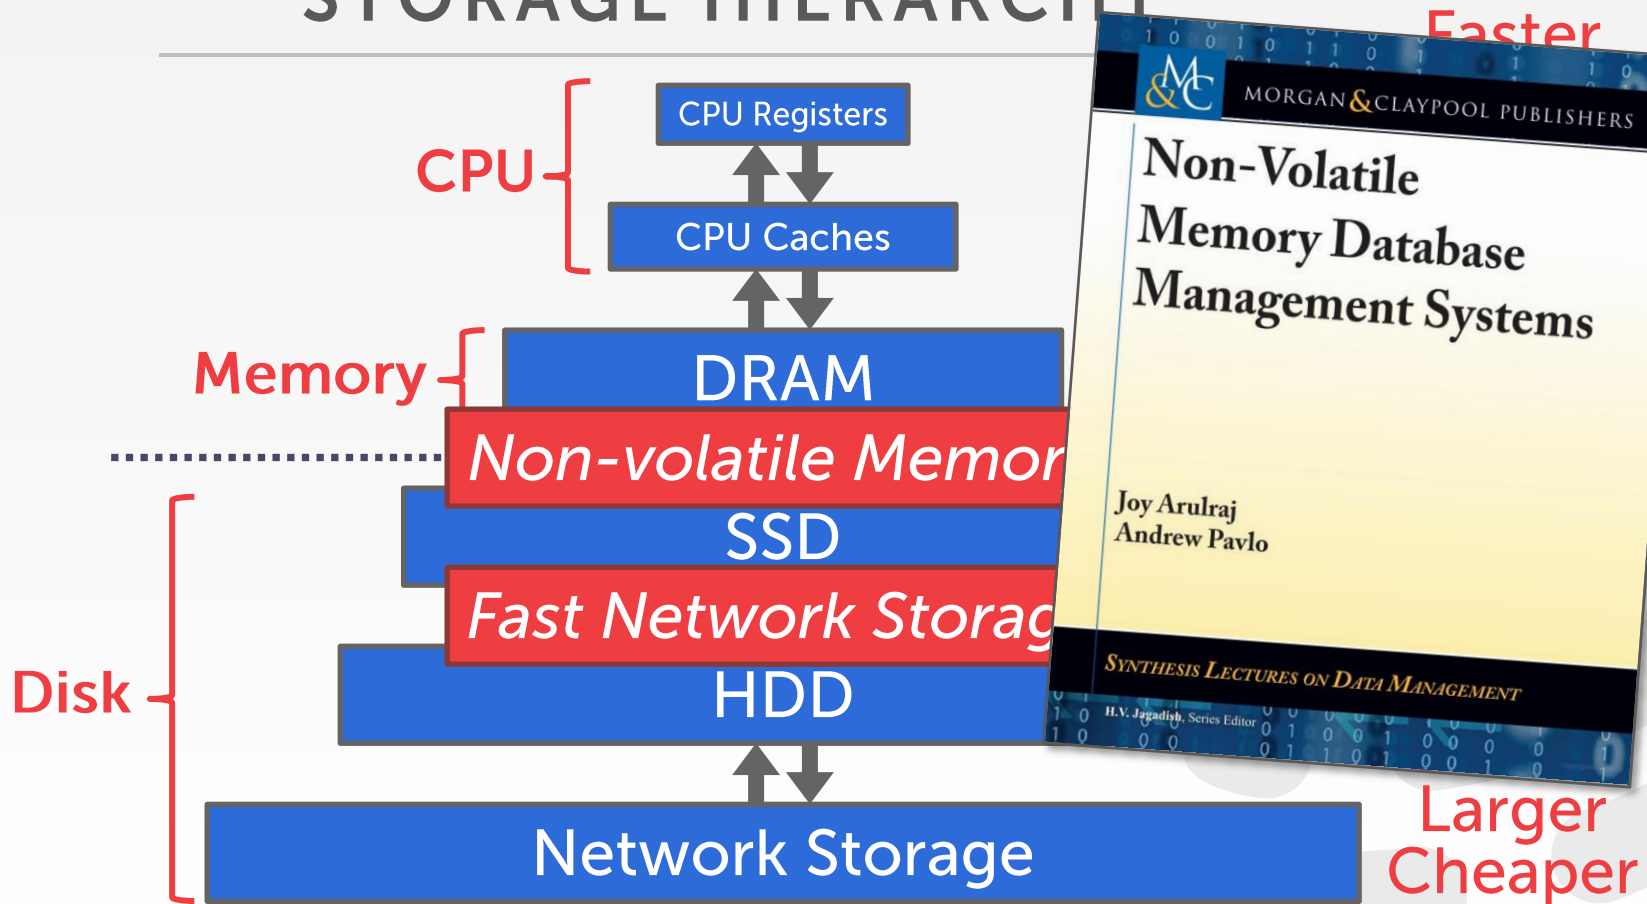 STORAGE HIERARCHY
Faster
CPU Registers
CPU
CPU Caches
Memory
DRAM
Non-volatile Memor
SSD
Fast Network Storag
Disk
HDD
Network Storage
Larger
Cheaper
M&C MORGAN & CLAYPOOL PUBLISHERS
Non-Volatile
Memory Database
Management Systems
Joy Arulraj
Andrew Pavlo
SYNTHESIS LECTURES ON DATA MANAGEMENT
H.V. Jagadish, Series Editor